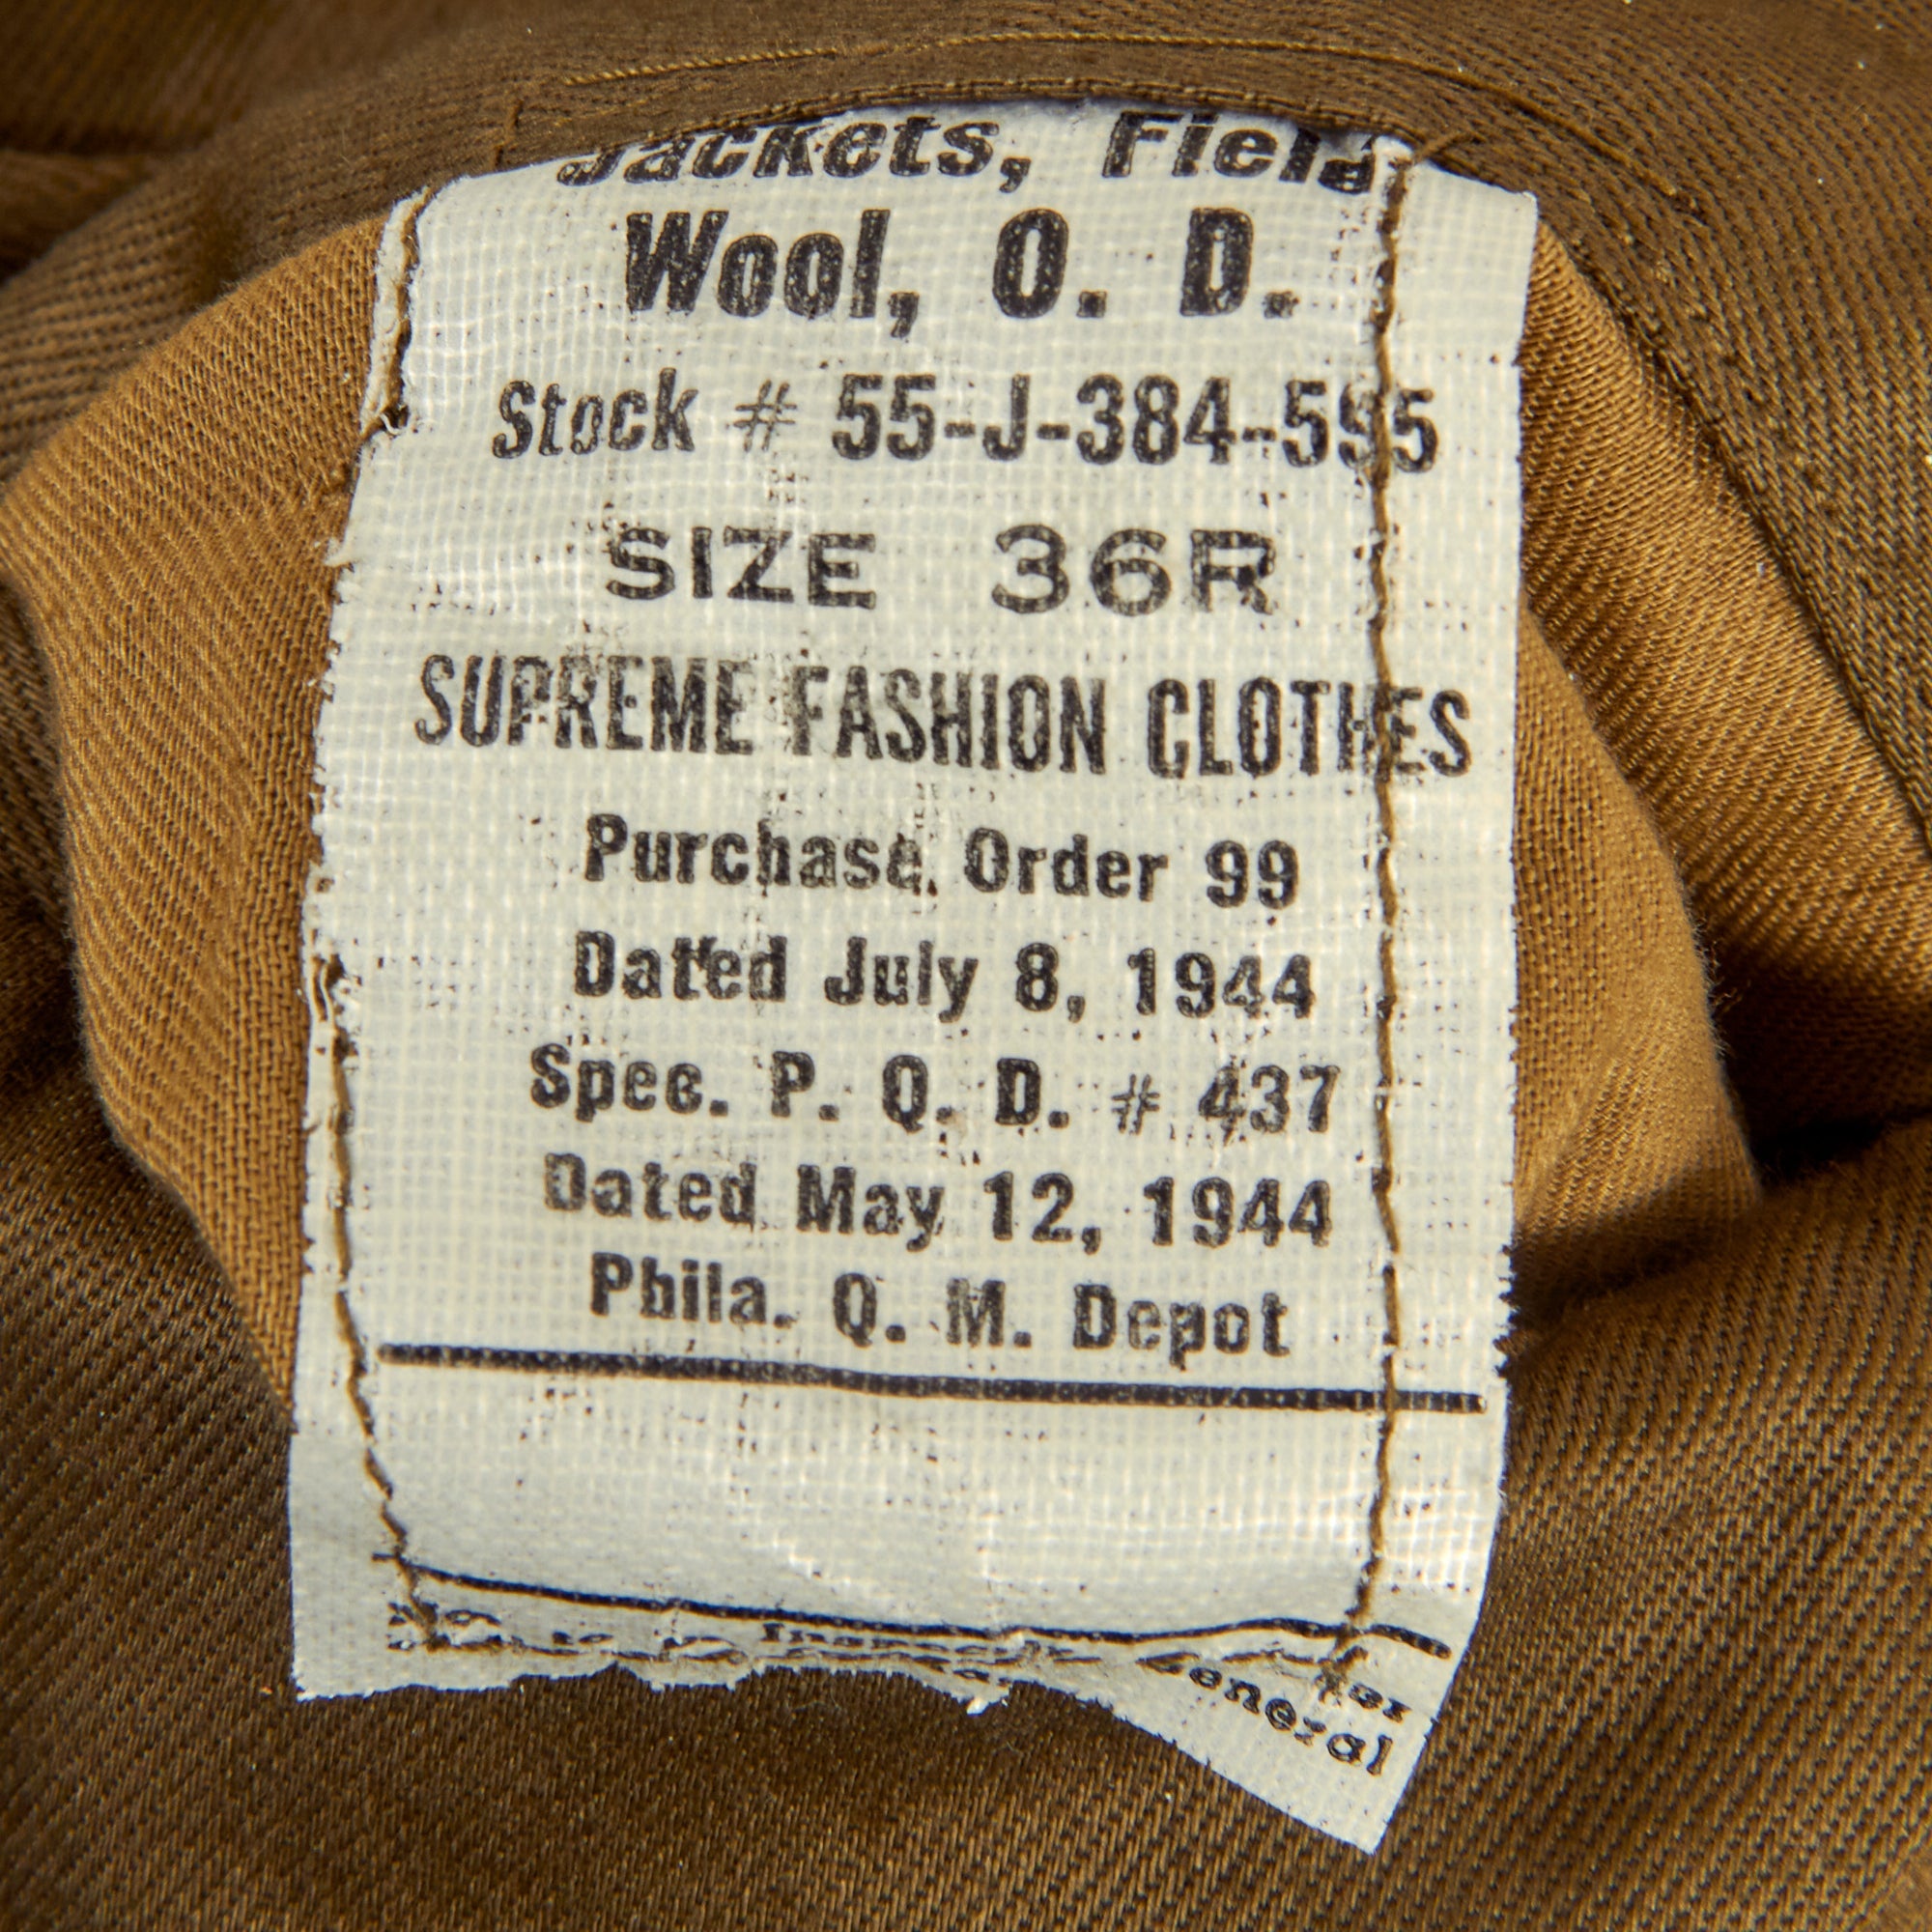 Jackets, Field
Wool, O. D.
Stock # 55-J-384-595
SIZE 36R
SUPREME FASHION CLOTHES
Purchase Order 99
Dated July 8, 1944
Spec. P. Q. D. # 437
Dated May 12, 1944
Phila. Q. M. Depot
General